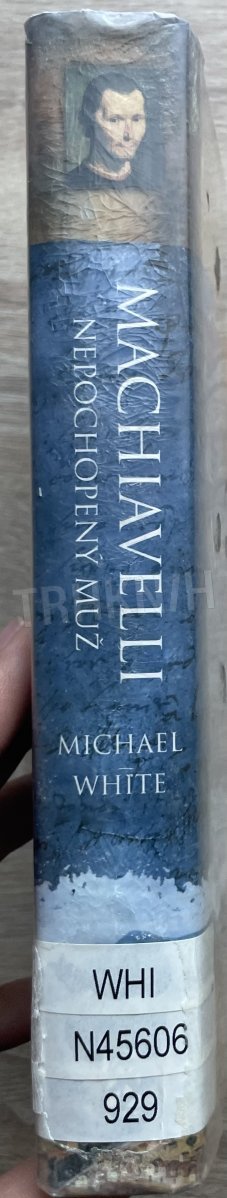 MACHIAVELLI
NEPOCHOPENÝ MUŽ
MICHAEL
WHITE
WHI
N45606
929